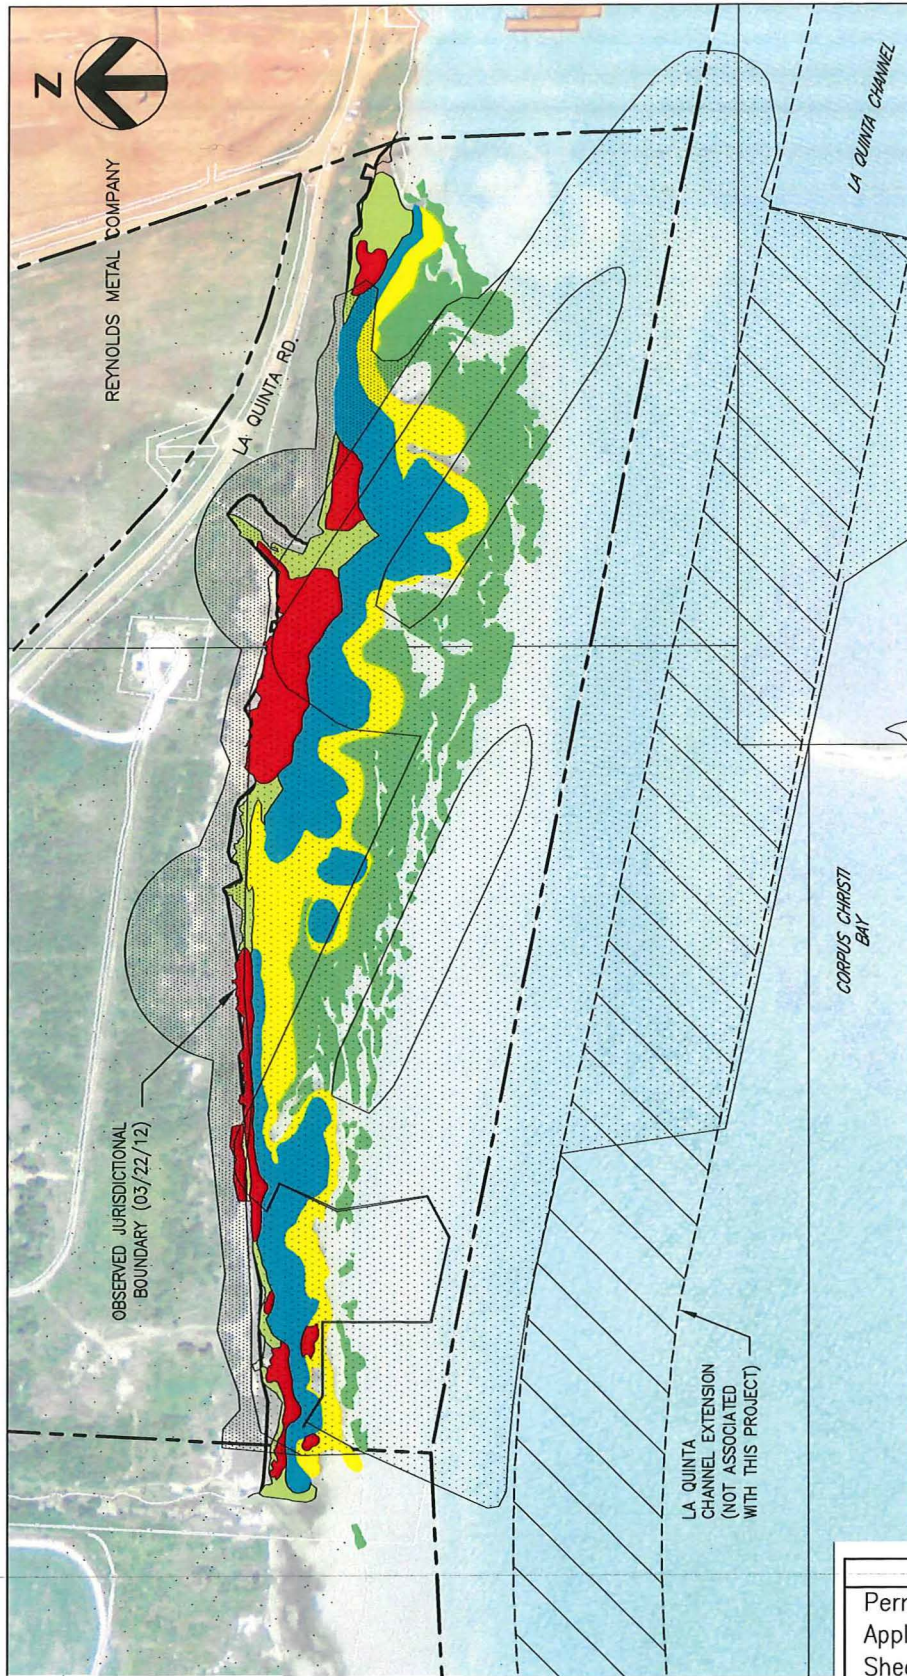 N
REYNOLDS METAL COMPANY
LA QUINTA RD.
LA QUINTA CHANNEL
OBSERVED JURISDICTIONAL
BOUNDARY (03/22/12)
CORPUS CHRISTI
BAY
LA QUINTA
CHANNEL EXTENSION
(NOT ASSOCIATED
WITH THIS PROJECT)